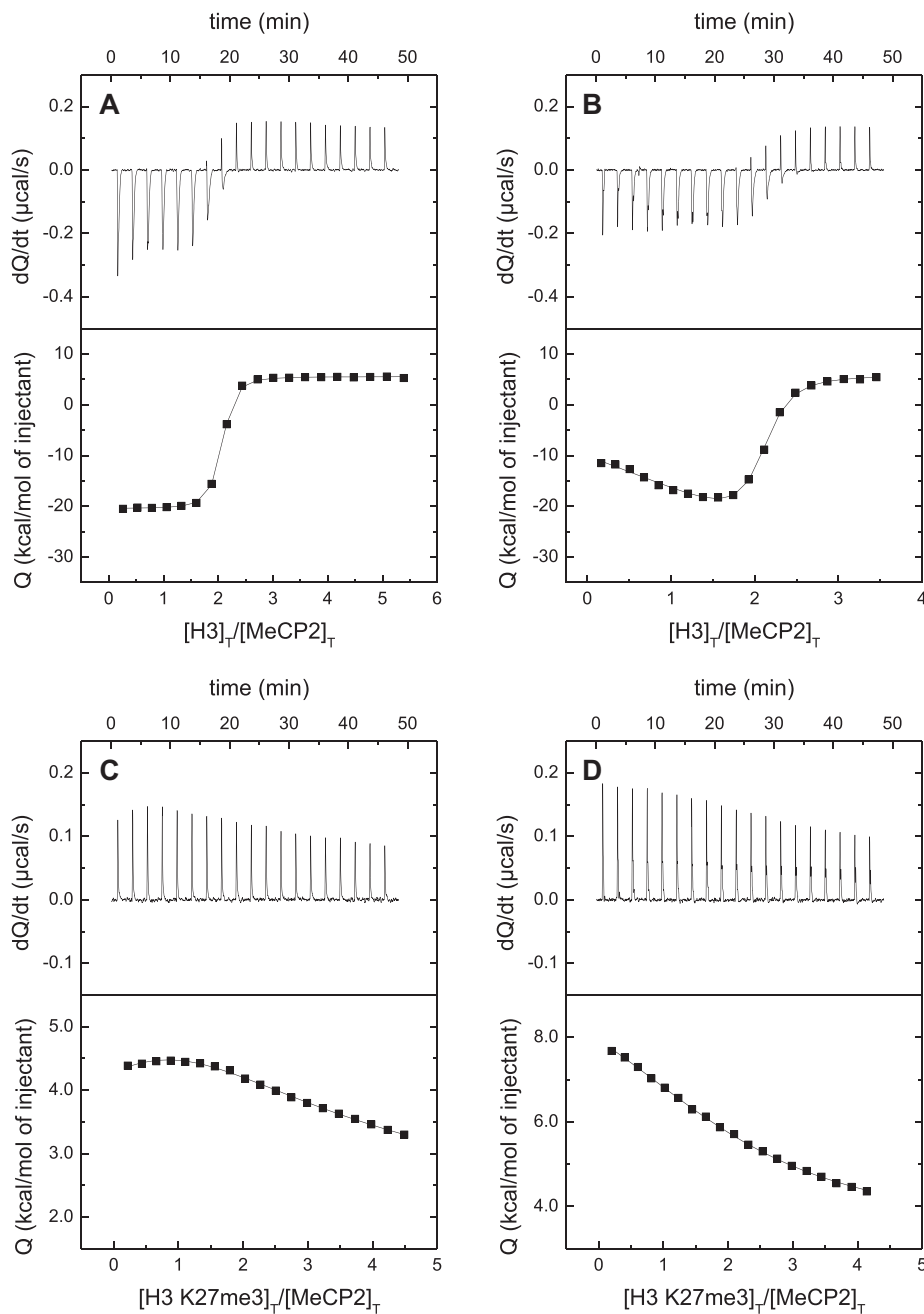 time (min)
time (min)
0 10 20 30 40 50
0 10 20 30 40 50
A
B
0.2
0.0
-0.2
-0.4
dQ/dt (µcal/s)
0.2
0.0
-0.2
-0.4
dQ/dt (µcal/s)
10
0
-10
-20
-30
Q (kcal/mol of injectant)
10
0
-10
-20
-30
Q (kcal/mol of injectant)
0 1 2 3 4 5 6
0 1 2 3 4
[H3]T/[MeCP2]T
[H3]T/[MeCP2]T
time (min)
time (min)
0 10 20 30 40 50
0 10 20 30 40 50
C
D
0.2
0.1
0.0
-0.1
dQ/dt (µcal/s)
0.2
0.1
0.0
-0.1
dQ/dt (µcal/s)
5.0
4.0
3.0
2.0
Q (kcal/mol of injectant)
8.0
6.0
4.0
Q (kcal/mol of injectant)
0 1 2 3 4 5
0 1 2 3 4 5
[H3 K27me3]T/[MeCP2]T
[H3 K27me3]T/[MeCP2]T